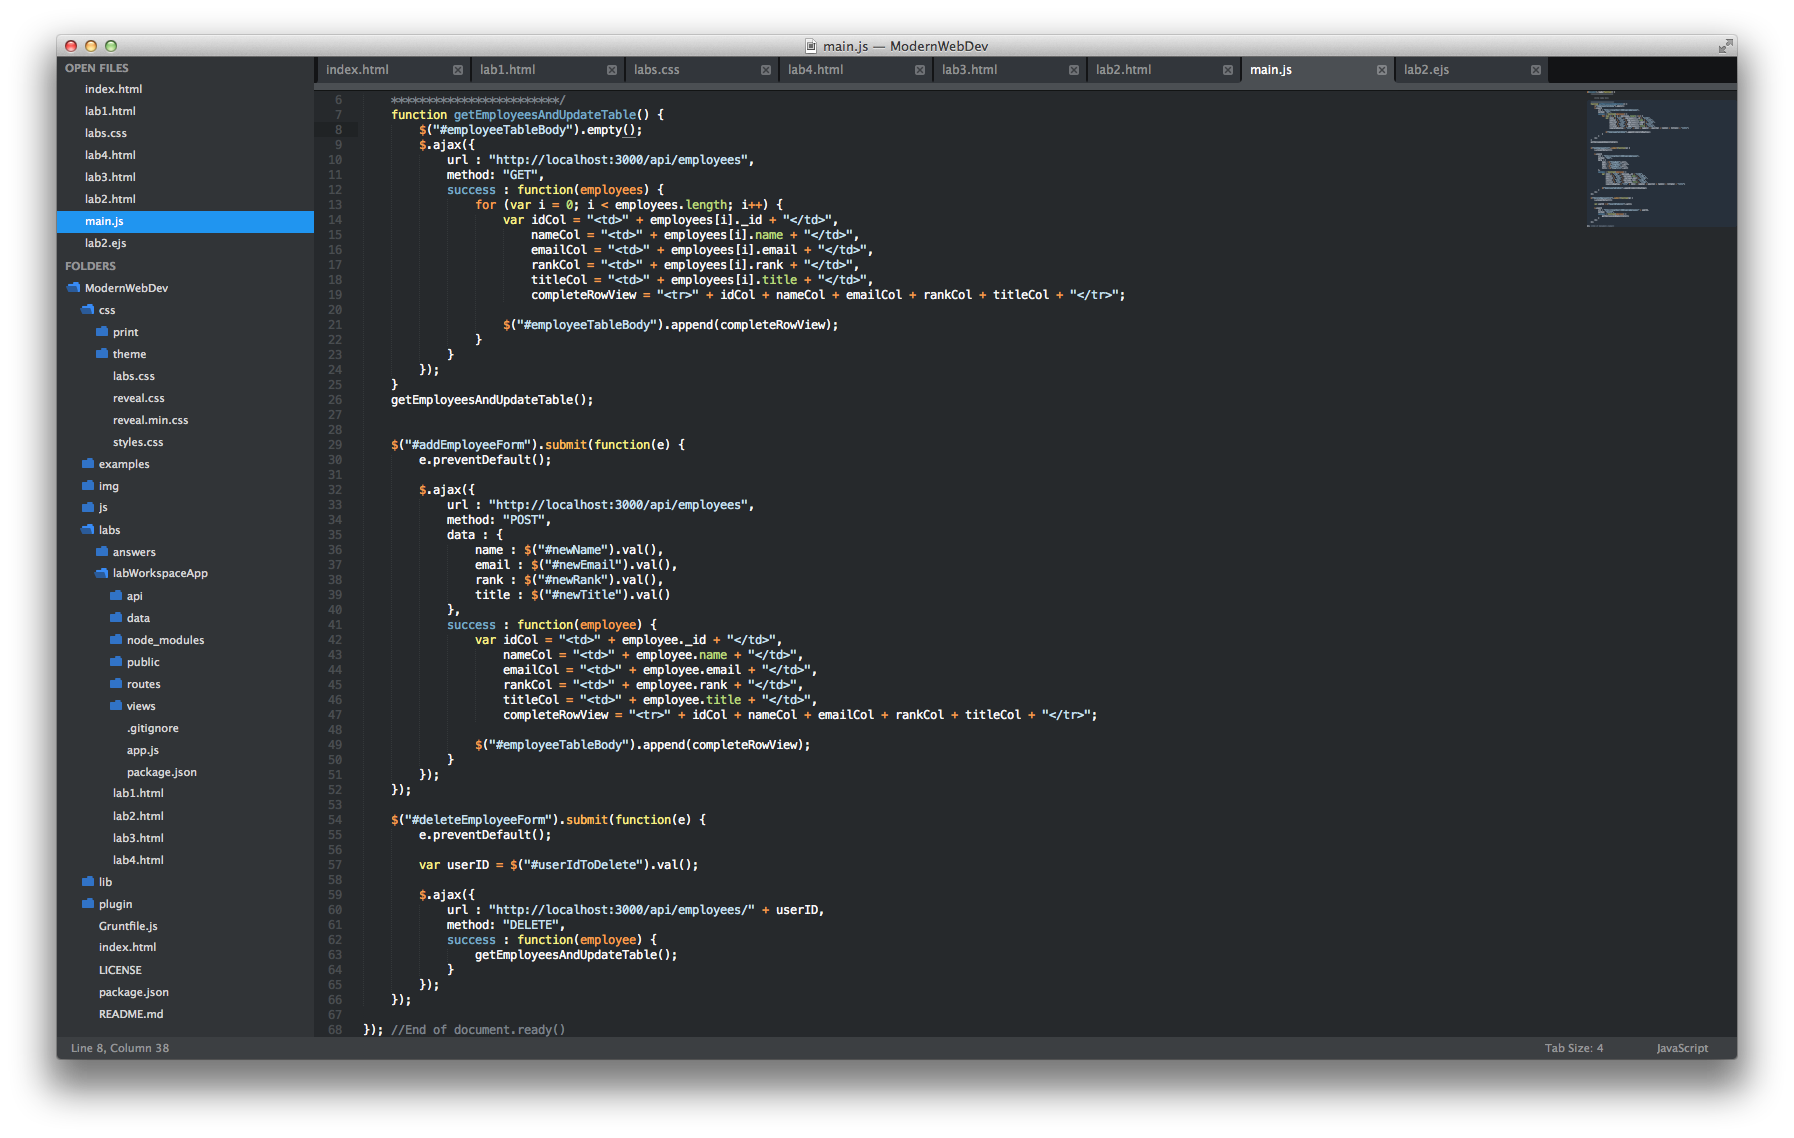 main.js — ModernWebDev
OPEN FILES
index.html
lab1.html
labs.css
lab4.html
lab3.html
lab2.html
main.js
lab2.ejs
FOLDERS
ModernWebDev
css
print
theme
labs.css
reveal.css
reveal.min.css
styles.css
examples
img
js
labs
answers
labWorkspaceApp
api
data
node_modules
public
routes
views
.gitignore
app.js
package.json
lab1.html
lab2.html
lab3.html
lab4.html
lib
plugin
Gruntfile.js
index.html
LICENSE
package.json
README.md
index.html lab1.html labs.css lab4.html lab3.html lab2.html main.js lab2.ejs
6 ************************/
7 function getEmployeesAndUpdateTable() {
8 $("#employeeTableBody").empty();
9 $.ajax({
10 url : "http://localhost:3000/api/employees",
11 method: "GET",
12 success : function(employees) {
13 for (var i = 0; i < employees.length; i++) {
14 var idCol = "<td>" + employees[i]._id + "</td>",
15 nameCol = "<td>" + employees[i].name + "</td>",
16 emailCol = "<td>" + employees[i].email + "</td>",
17 rankCol = "<td>" + employees[i].rank + "</td>",
18 titleCol = "<td>" + employees[i].title + "</td>",
19 completeRowView = "<tr>" + idCol + nameCol + emailCol + rankCol + titleCol + "</tr>";
20
21 $("#employeeTableBody").append(completeRowView);
22 }
23 }
24 });
25 }
26 getEmployeesAndUpdateTable();
27
28
29 $("#addEmployeeForm").submit(function(e) {
30 e.preventDefault();
31
32 $.ajax({
33 url : "http://localhost:3000/api/employees",
34 method: "POST",
35 data : {
36 name : $("#newName").val(),
37 email : $("#newEmail").val(),
38 rank : $("#newRank").val(),
39 title : $("#newTitle").val()
40 },
41 success : function(employee) {
42 var idCol = "<td>" + employee._id + "</td>",
43 nameCol = "<td>" + employee.name + "</td>",
44 emailCol = "<td>" + employee.email + "</td>",
45 rankCol = "<td>" + employee.rank + "</td>",
46 titleCol = "<td>" + employee.title + "</td>",
47 completeRowView = "<tr>" + idCol + nameCol + emailCol + rankCol + titleCol + "</tr>";
48
49 $("#employeeTableBody").append(completeRowView);
50 }
51 });
52 });
53
54 $("#deleteEmployeeForm").submit(function(e) {
55 e.preventDefault();
56
57 var userID = $("#userIdToDelete").val();
58
59 $.ajax({
60 url : "http://localhost:3000/api/employees/" + userID,
61 method: "DELETE",
62 success : function(employee) {
63 getEmployeesAndUpdateTable();
64 }
65 });
66 });
67
68 }); //End of document.ready()
Line 8, Column 38
Tab Size: 4
JavaScript